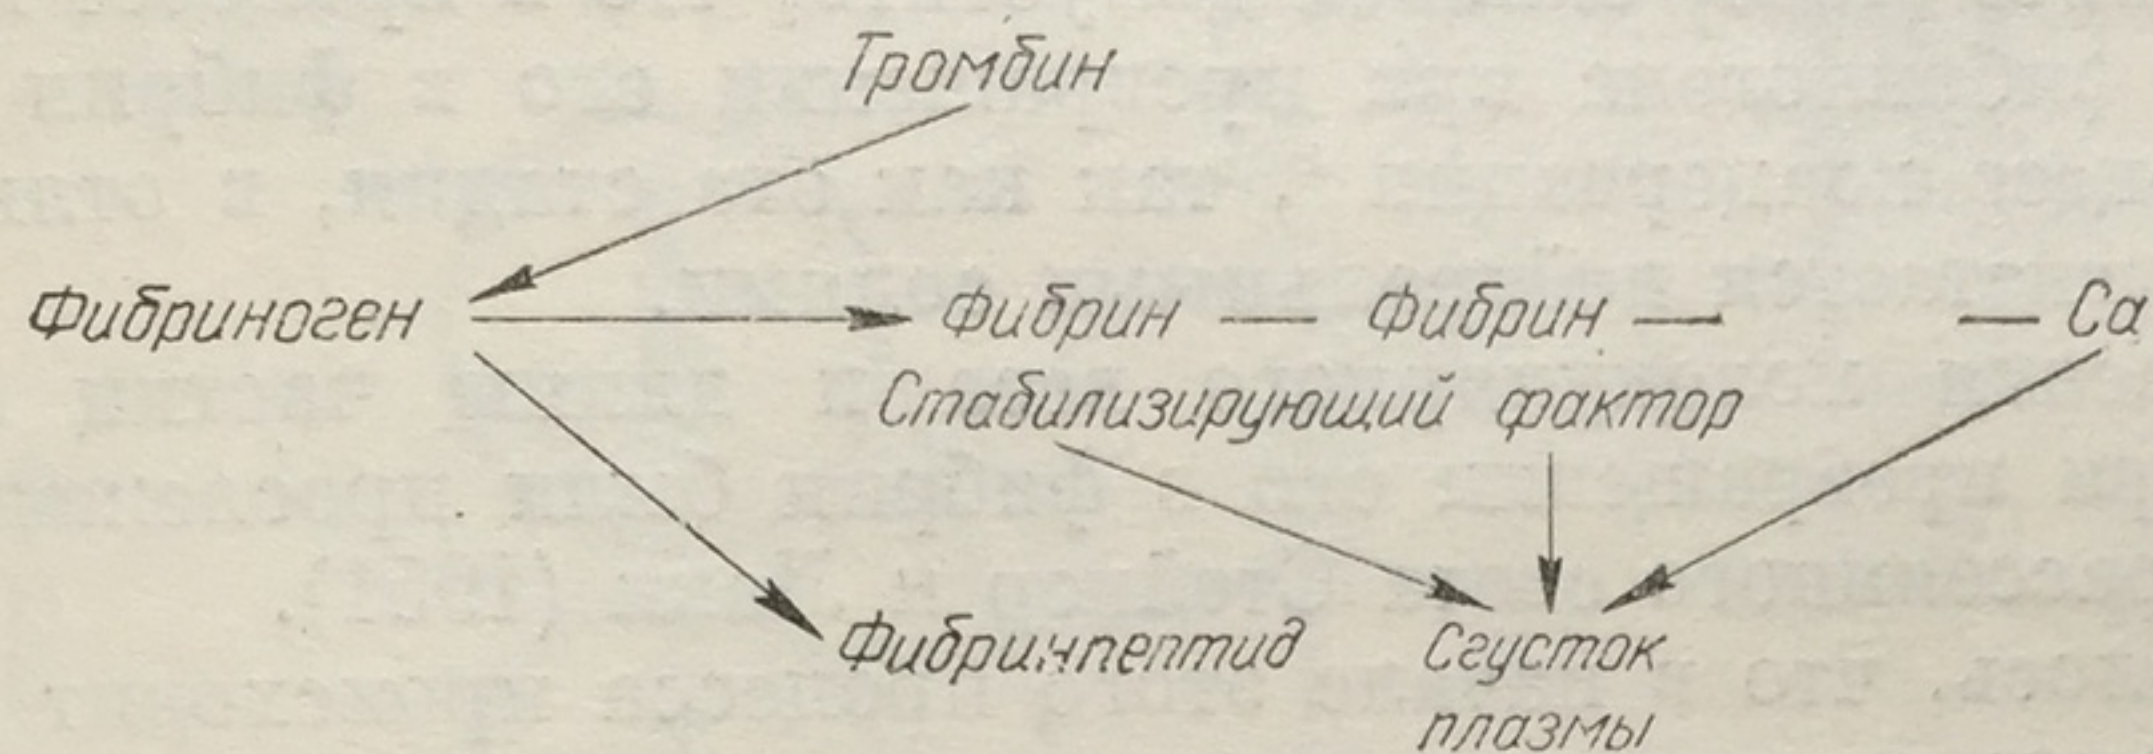 Тромбин
Фибриноген → Фибрин — Фибрин — — Ca
Стабилизирующий фактор
Фибринпептид Сгусток
плазмы